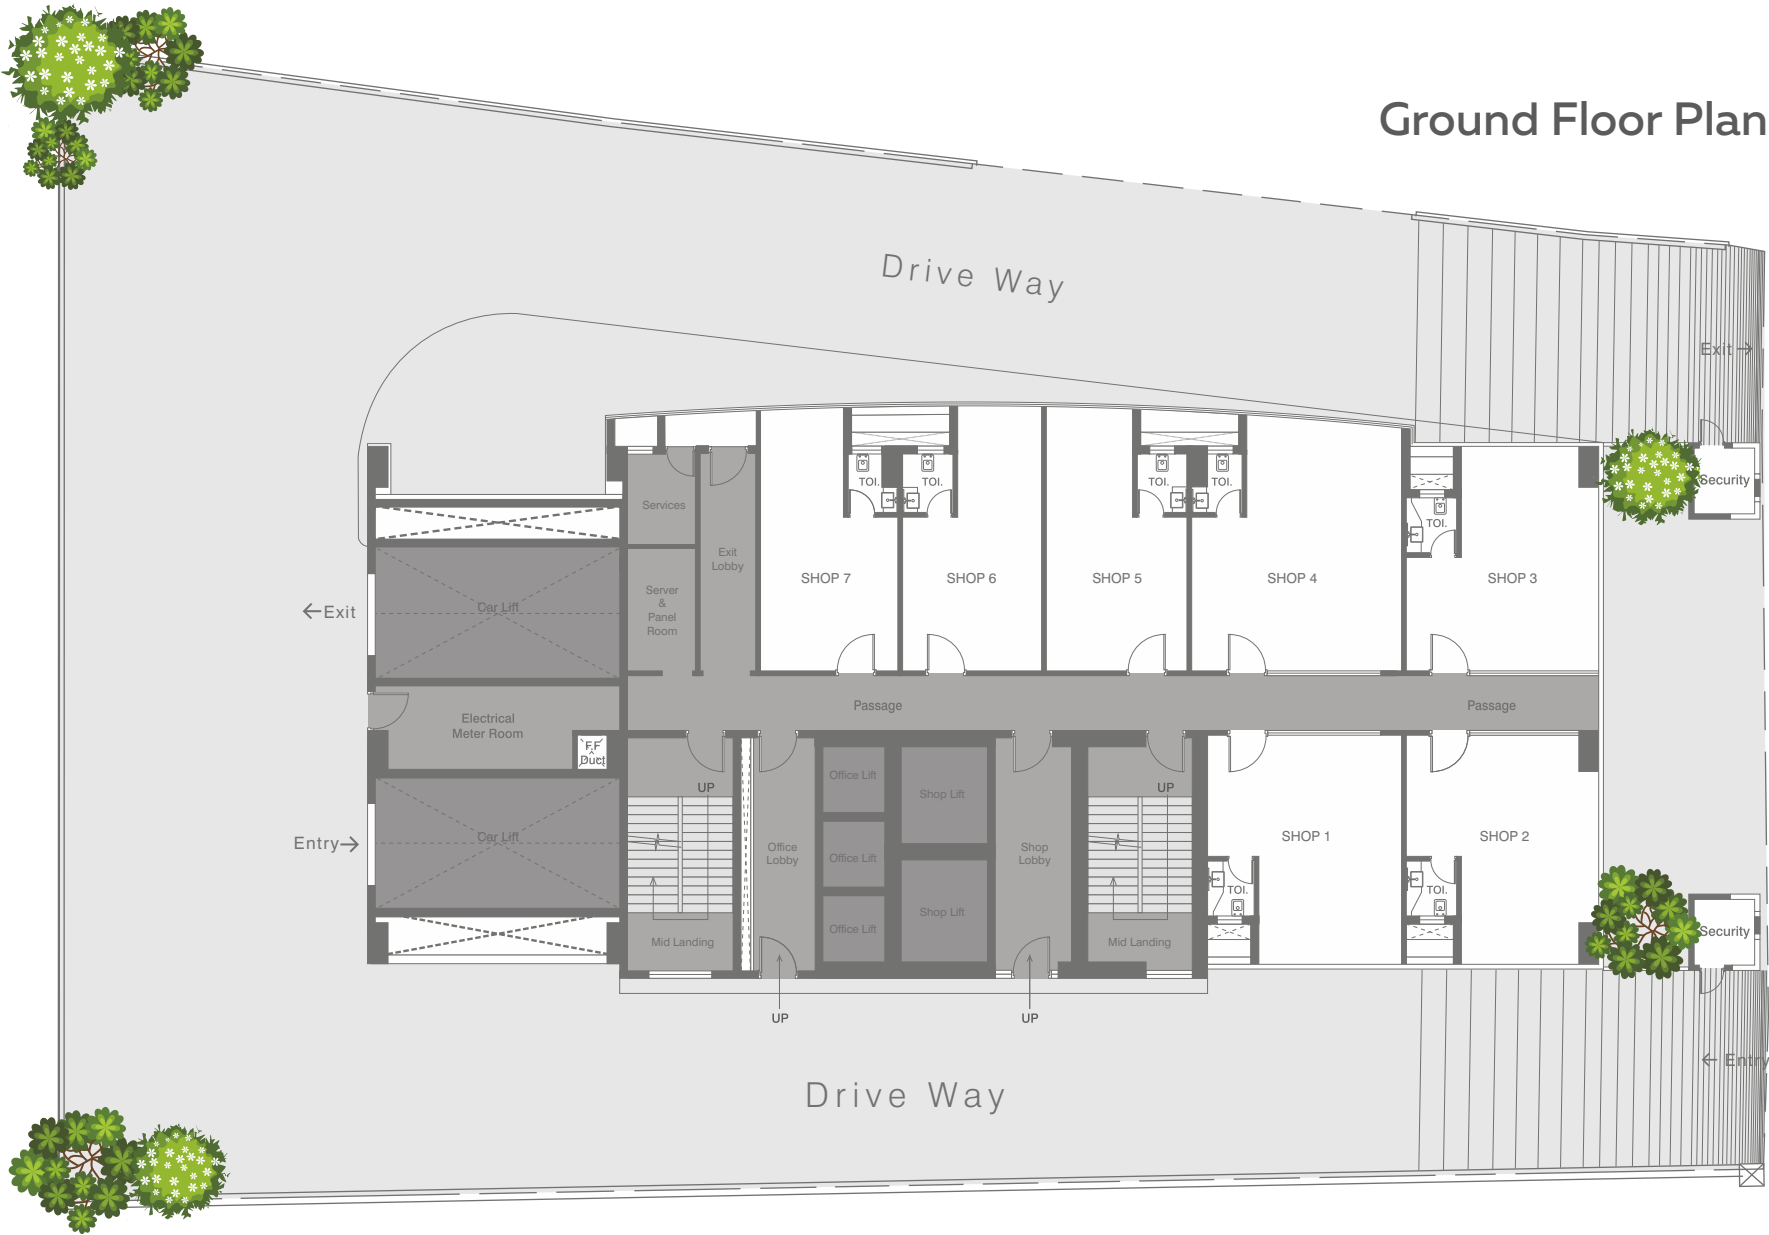 Ground Floor Plan
Drive Way
Exit
Security
TOI.
TOI.
TOI.
TOI.
TOI.
Services
Exit
Lobby
SHOP 7
SHOP 6
SHOP 5
SHOP 4
SHOP 3
Server
&
Panel
Room
Car Lift
Exit
Passage
Passage
Electrical
Meter Room
F.F
Duct
UP
UP
Office Lift
Shop Lift
Car Lift
Entry
Office
Lobby
Office Lift
Shop
Lobby
SHOP 1
SHOP 2
TOI.
TOI.
Shop Lift
Office Lift
Mid Landing
Mid Landing
Security
UP
UP
Entry
Drive Way